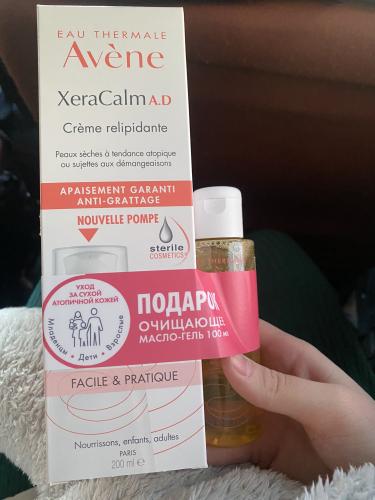 EAU THERMALE
Avène
XeraCalm A.D
Crème relipidante
Peaux sèches à tendance atopique
ou sujettes aux démangeaisons
APAISEMENT GARANTI
ANTI-GRATTAGE
NOUVELLE POMPE
sterile
COSMETICS
THERMALE
УХОД
ЗА СУХОЙ
АТОПИЧНОЙ КОЖЕЙ
Младенцы • Дети • Взрослые
ПОДАРОК
ОЧИЩАЮЩЕЕ
МАСЛО-ГЕЛЬ 100 мл
FACILE & PRATIQUE
Nourrissons, enfants, adultes
PARIS
200 ml e